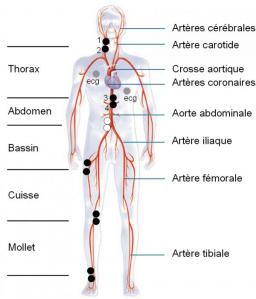 Artères cérébrales
Artère carotide
1
2
Thorax
Crosse aortique
Artères coronaires
ecg
ecg
3
4
Abdomen
Aorte abdominale
Bassin
Artère iliaque
Cuisse
Artère fémorale
Mollet
Artère tibiale